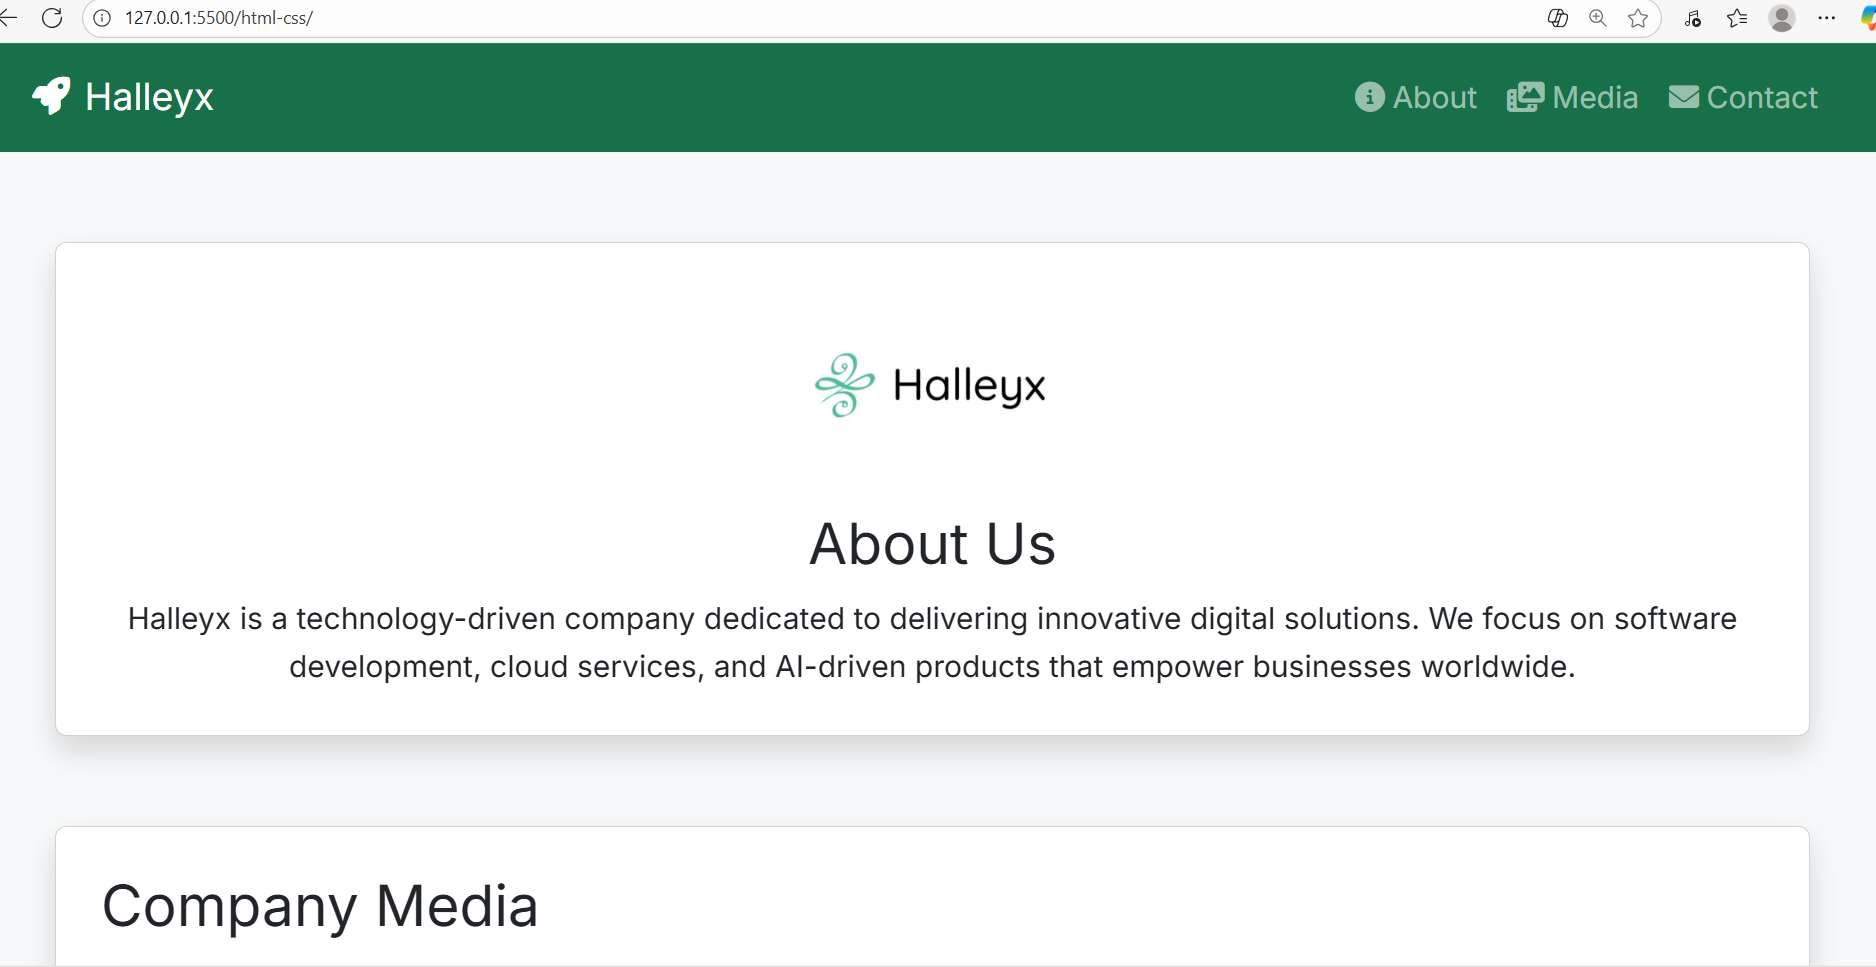 127.0.0.1:5500/html-css/
Halleyx
About
Media
Contact
Halleyx
About Us
Halleyx is a technology-driven company dedicated to delivering innovative digital solutions. We focus on software
development, cloud services, and AI-driven products that empower businesses worldwide.
Company Media